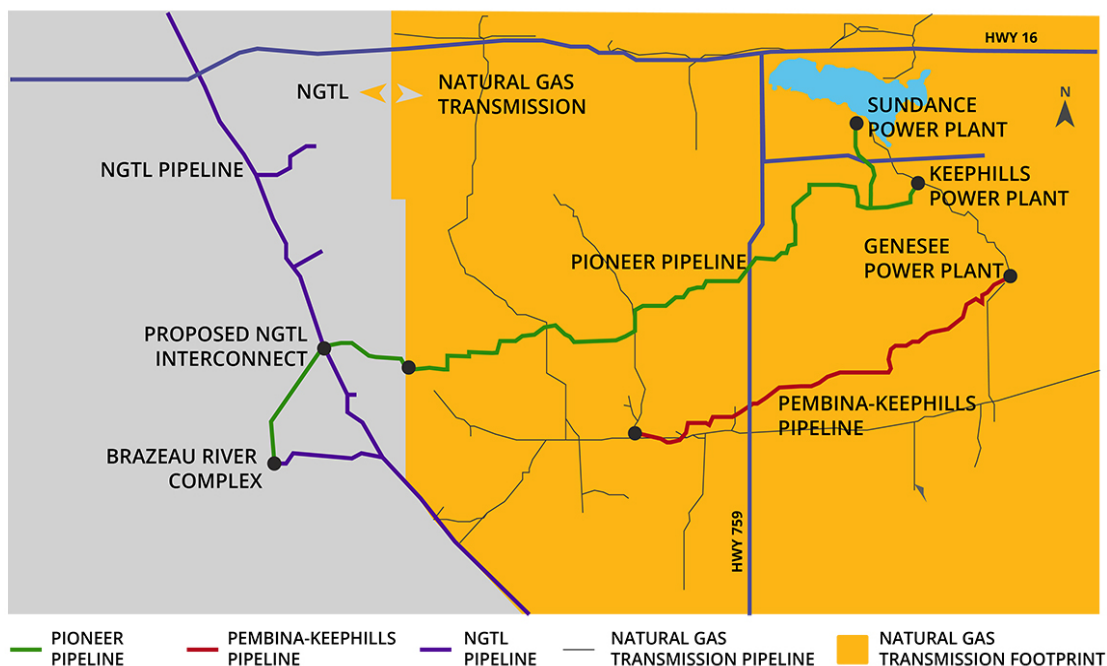 HWY 16
NGTL
NATURAL GAS
TRANSMISSION
N
SUNDANCE
POWER PLANT
NGTL PIPELINE
KEEPHILLS
POWER PLANT
PIONEER PIPELINE
GENESEE
POWER PLANT
PROPOSED NGTL
INTERCONNECT
PEMBINA-KEEPHILLS
PIPELINE
BRAZEAU RIVER
COMPLEX
HWY 759
PIONEER
PIPELINE
PEMBINA-KEEPHILLS
PIPELINE
NGTL
PIPELINE
NATURAL GAS
TRANSMISSION PIPELINE
NATURAL GAS
TRANSMISSION FOOTPRINT